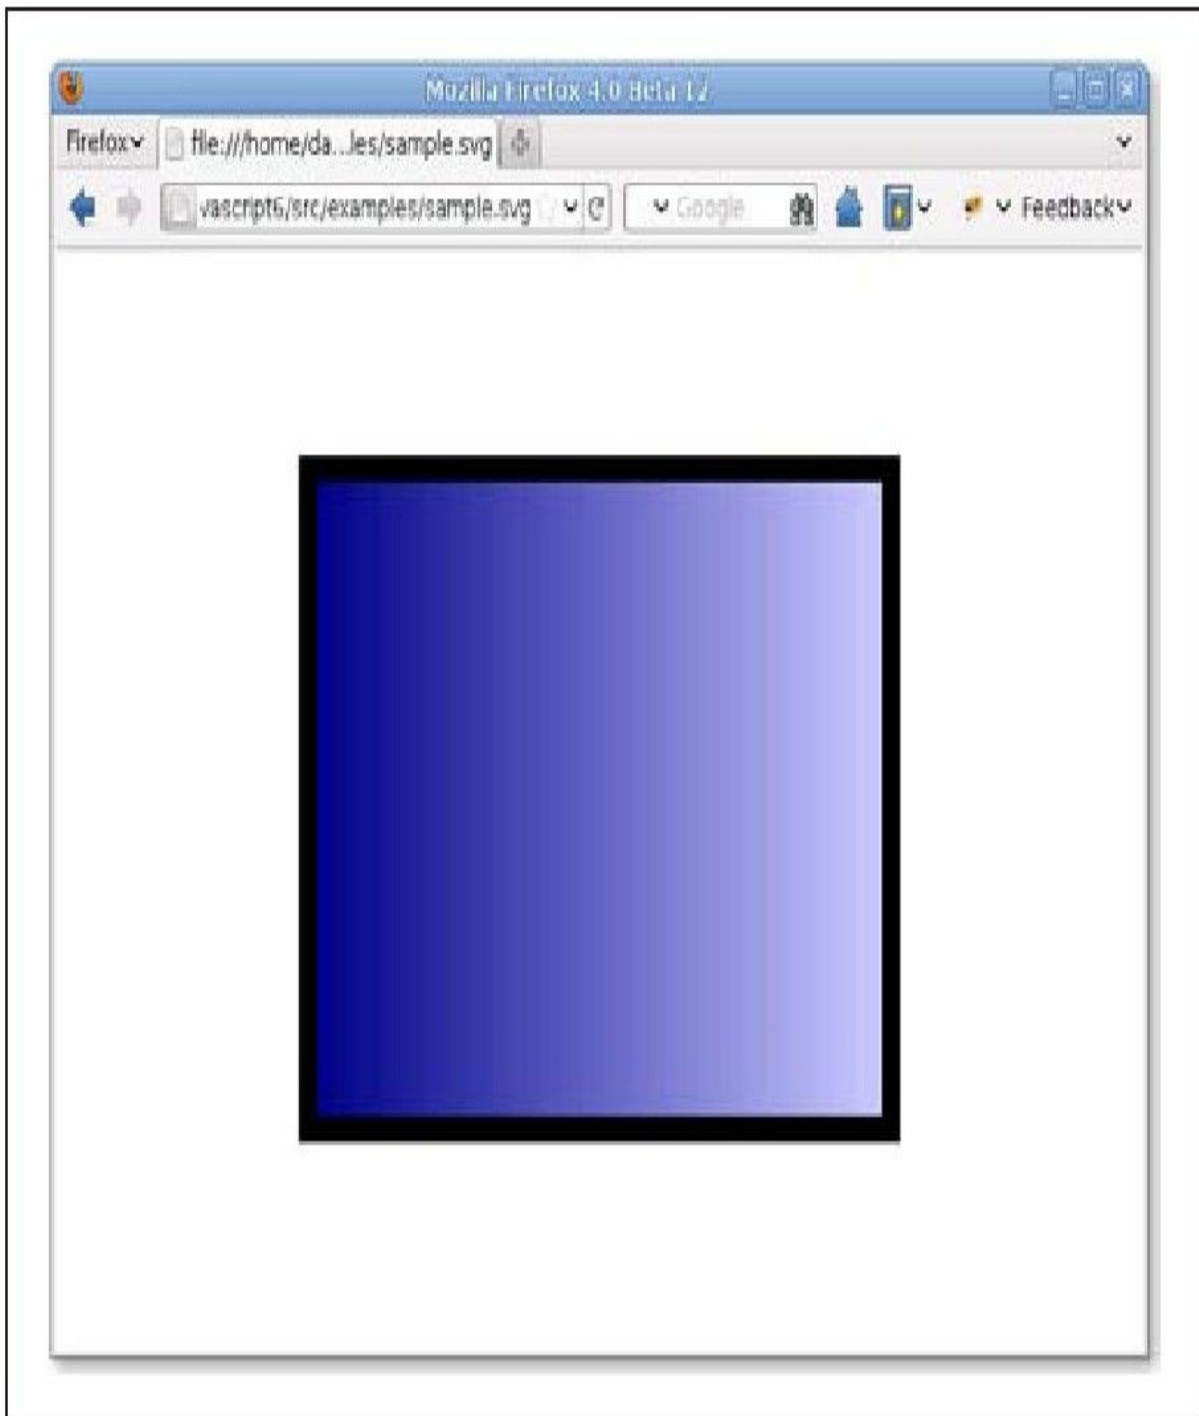 Mozilla Firefox 4.0 Beta 12
Firefox file:///home/da...les/sample.svg
vascript6/src/examples/sample.svg Google Feedback